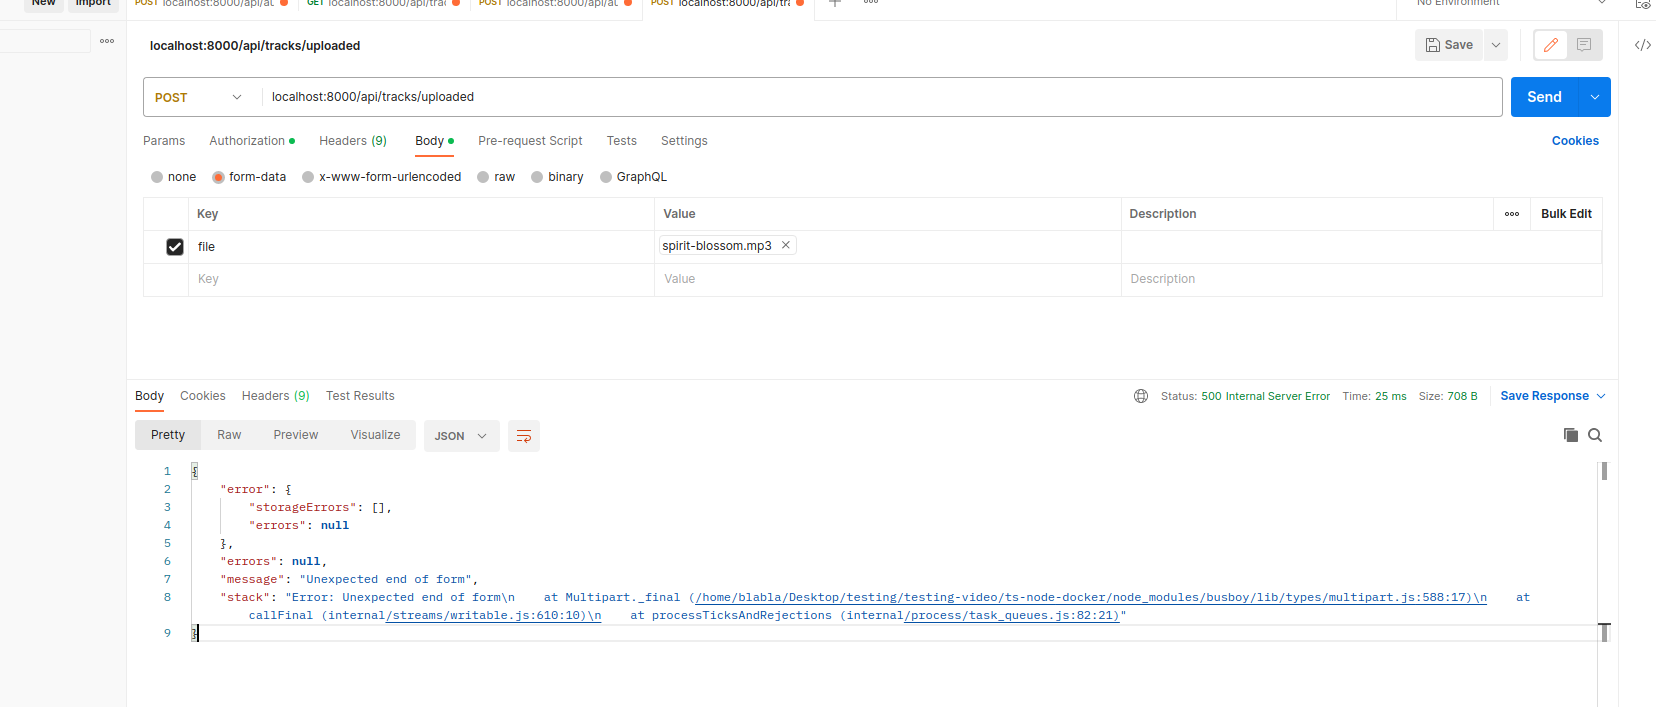 New Import POST localhost:8000/api/at GET localhost:8000/api/trac POST localhost:8000/api/at POST localhost:8000/api/tra No Environment
localhost:8000/api/tracks/uploaded Save
POST localhost:8000/api/tracks/uploaded Send
Params Authorization Headers (9) Body Pre-request Script Tests Settings Cookies
none form-data x-www-form-urlencoded raw binary GraphQL
Key Value Description Bulk Edit
file spirit-blossom.mp3
Key Value Description
Body Cookies Headers (9) Test Results Status: 500 Internal Server Error Time: 25 ms Size: 708 B Save Response
Pretty Raw Preview Visualize JSON
1 {
2 "error": {
3 "storageErrors": [],
4 "errors": null
5 },
6 "errors": null,
7 "message": "Unexpected end of form",
8 "stack": "Error: Unexpected end of form\n    at Multipart._final (/home/blabla/Desktop/testing/testing-video/ts-node-docker/node_modules/busboy/lib/types/multipart.js:588:17)\n    at
callFinal (internal/streams/writable.js:610:10)\n    at processTicksAndRejections (internal/process/task_queues.js:82:21)"
9 }